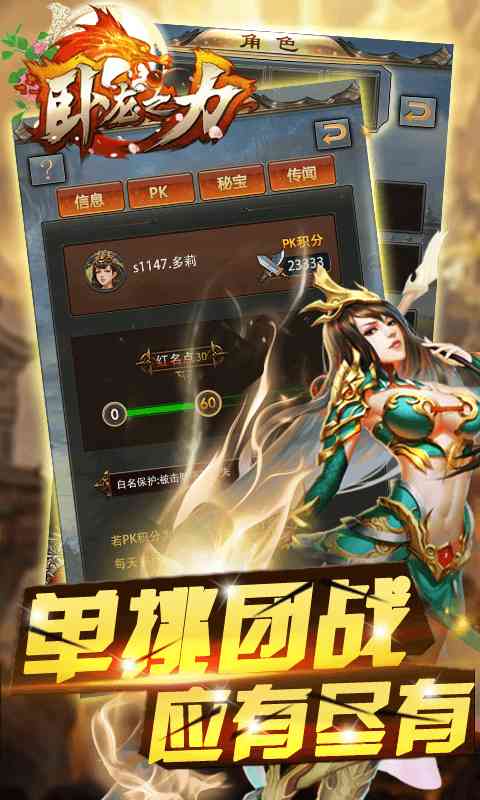 角色
卧龙之力
?
信息
PK
秘宝
传闻
s1147.多莉
PK积分
23333
红名点30
0
60
白名保护:被击
若PK积分
每天
单挑团战
应有尽有